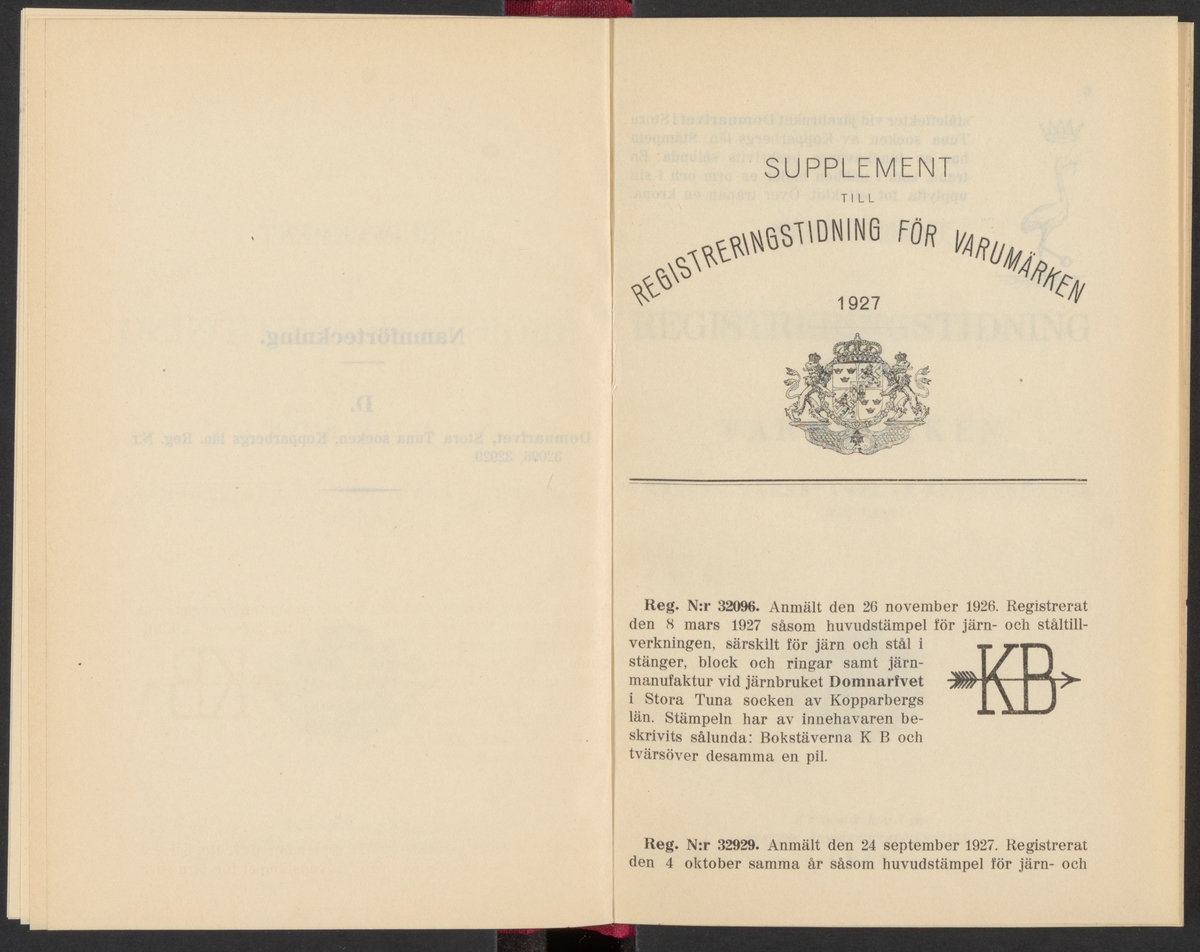 SUPPLEMENT
TILL
REGISTRERINGSTIDNING FÖR VARUMÄRKEN
1927
Reg. N:r 32096. Anmält den 26 november 1926. Registrerat
den 8 mars 1927 såsom huvudstämpel för järn- och ståltill-
verkningen, särskilt för järn och stål i
stänger, block och ringar samt järn-
manufaktur vid järnbruket Domnarfvet
i Stora Tuna socken av Kopparbergs
län. Stämpeln har av innehavaren be-
skrivits sålunda: Bokstäverna K B och
tvärsöver desamma en pil.
KB
Reg. N:r 32929. Anmält den 24 september 1927. Registrerat
den 4 oktober samma år såsom huvudstämpel för järn- och